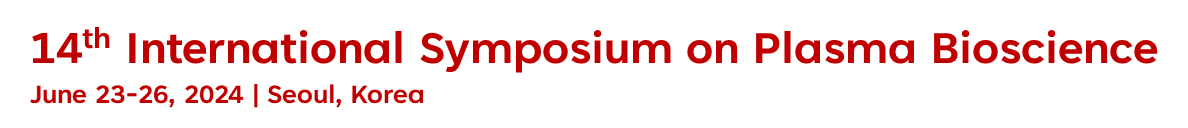 14th International Symposium on Plasma Bioscience
June 23-26, 2024 | Seoul, Korea